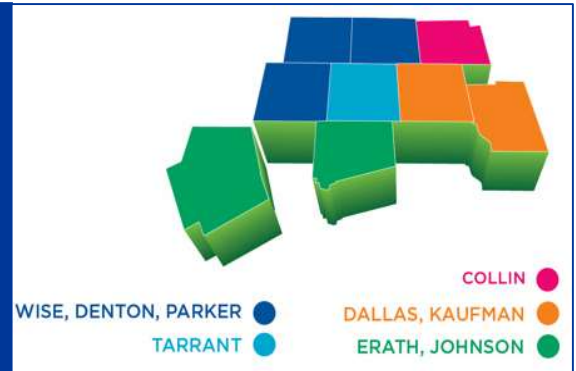 COLLIN
WISE, DENTON, PARKER
DALLAS, KAUFMAN
TARRANT
ERATH, JOHNSON